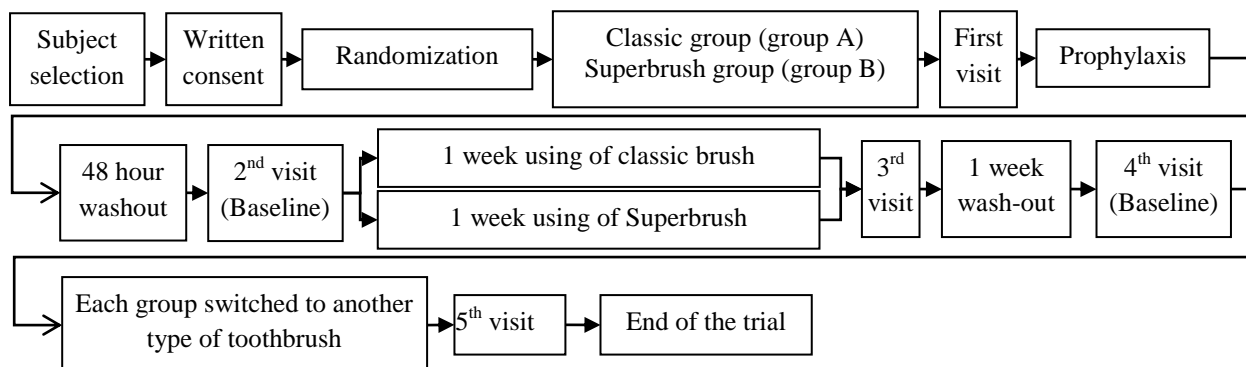 Subject
selection
Written
consent
Randomization
Classic group (group A)
Superbrush group (group B)
First
visit
Prophylaxis
48 hour
washout
2nd visit
(Baseline)
1 week using of classic brush
1 week using of Superbrush
3rd
visit
1 week
wash-out
4th visit
(Baseline)
Each group switched to another
type of toothbrush
5th visit
End of the trial